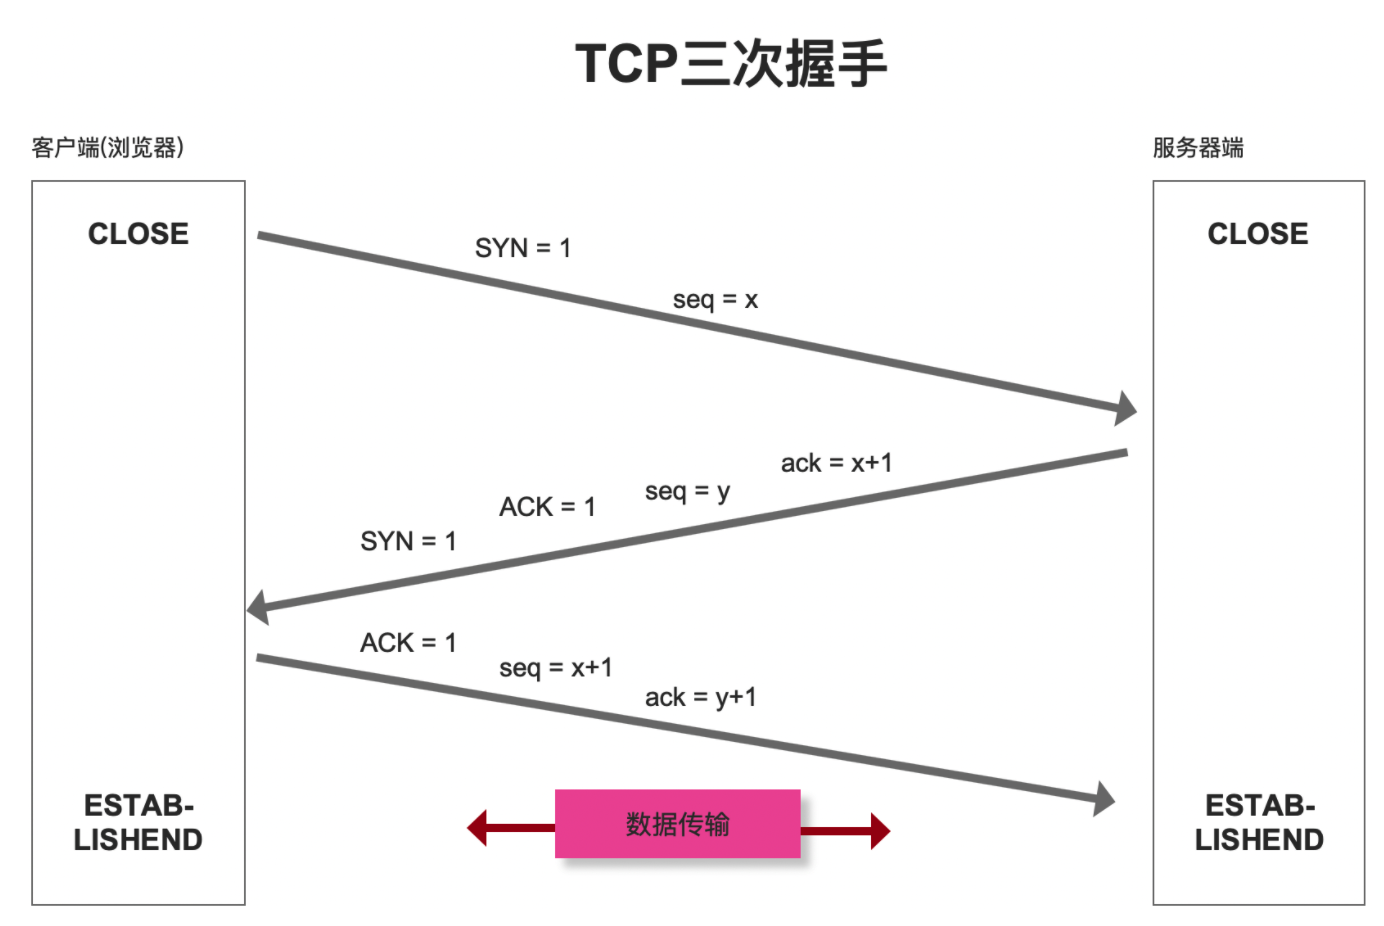 TCP三次握手
客户端(浏览器)
服务器端
CLOSE
CLOSE
SYN = 1
seq = x
ack = x+1
seq = y
ACK = 1
SYN = 1
ACK = 1
seq = x+1
ack = y+1
ESTAB-
LISHEND
数据传输
ESTAB-
LISHEND